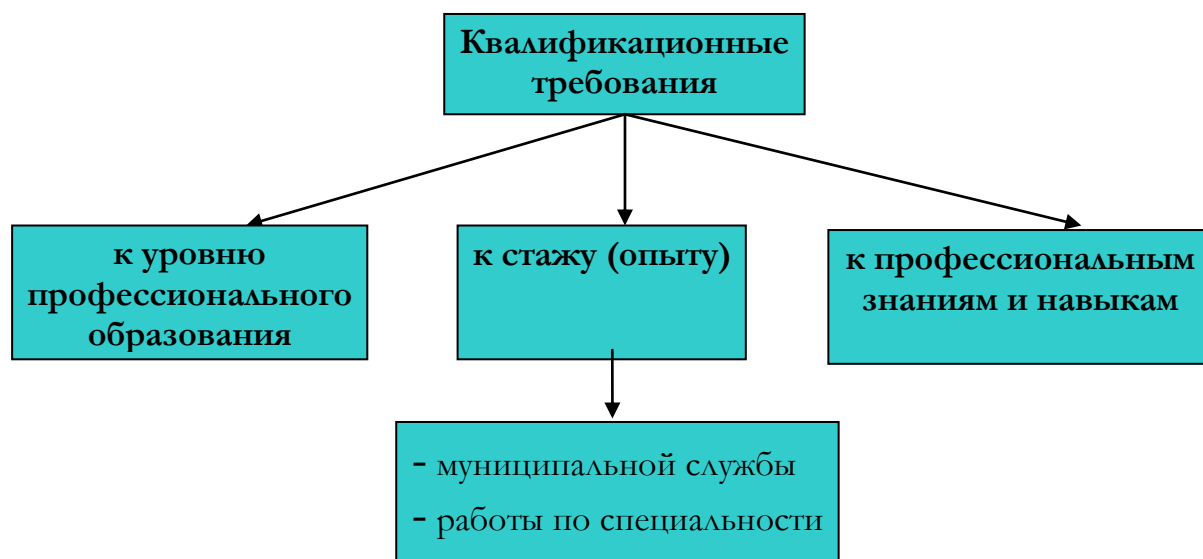 Квалификационные
требования
к уровню
профессионального
образования
к стажу (опыту)
к профессиональным
знаниям и навыкам
- муниципальной службы
- работы по специальности